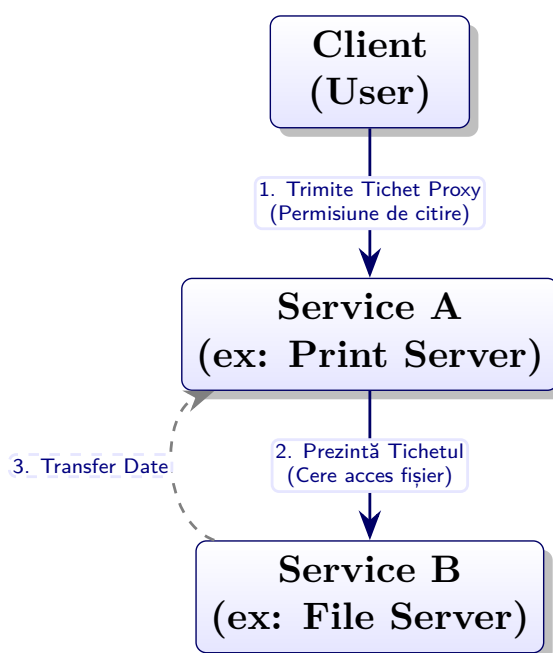 Client
(User)
1. Trimite Tichet Proxy
(Permisiune de citire)
Service A
(ex: Print Server)
2. Prezintă Tichetul
(Cere acces fișier)
3. Transfer Date
Service B
(ex: File Server)